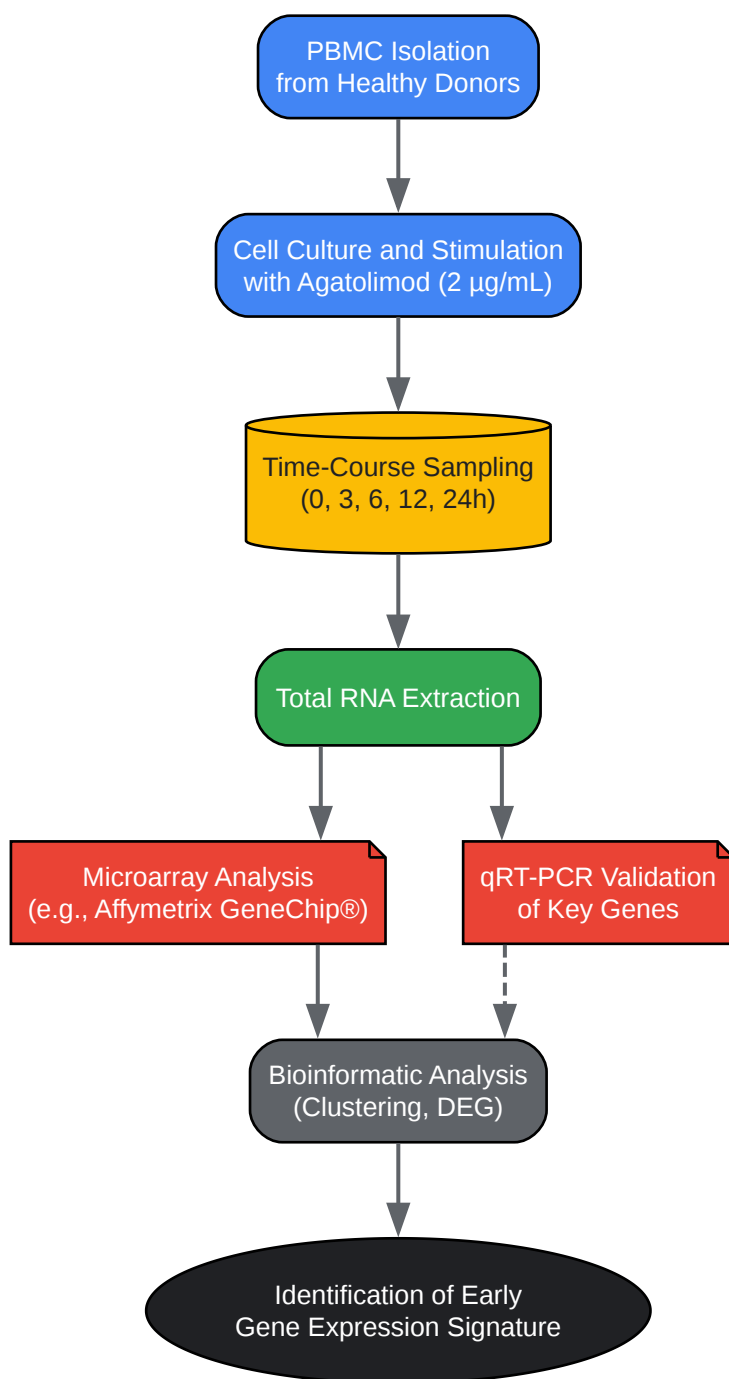 PBMC Isolation
from Healthy Donors
Cell Culture and Stimulation
with Agatolimod (2 µg/mL)
Time-Course Sampling
(0, 3, 6, 12, 24h)
Total RNA Extraction
Microarray Analysis
(e.g., Affymetrix GeneChip®)
qRT-PCR Validation
of Key Genes
Bioinformatic Analysis
(Clustering, DEG)
Identification of Early
Gene Expression Signature